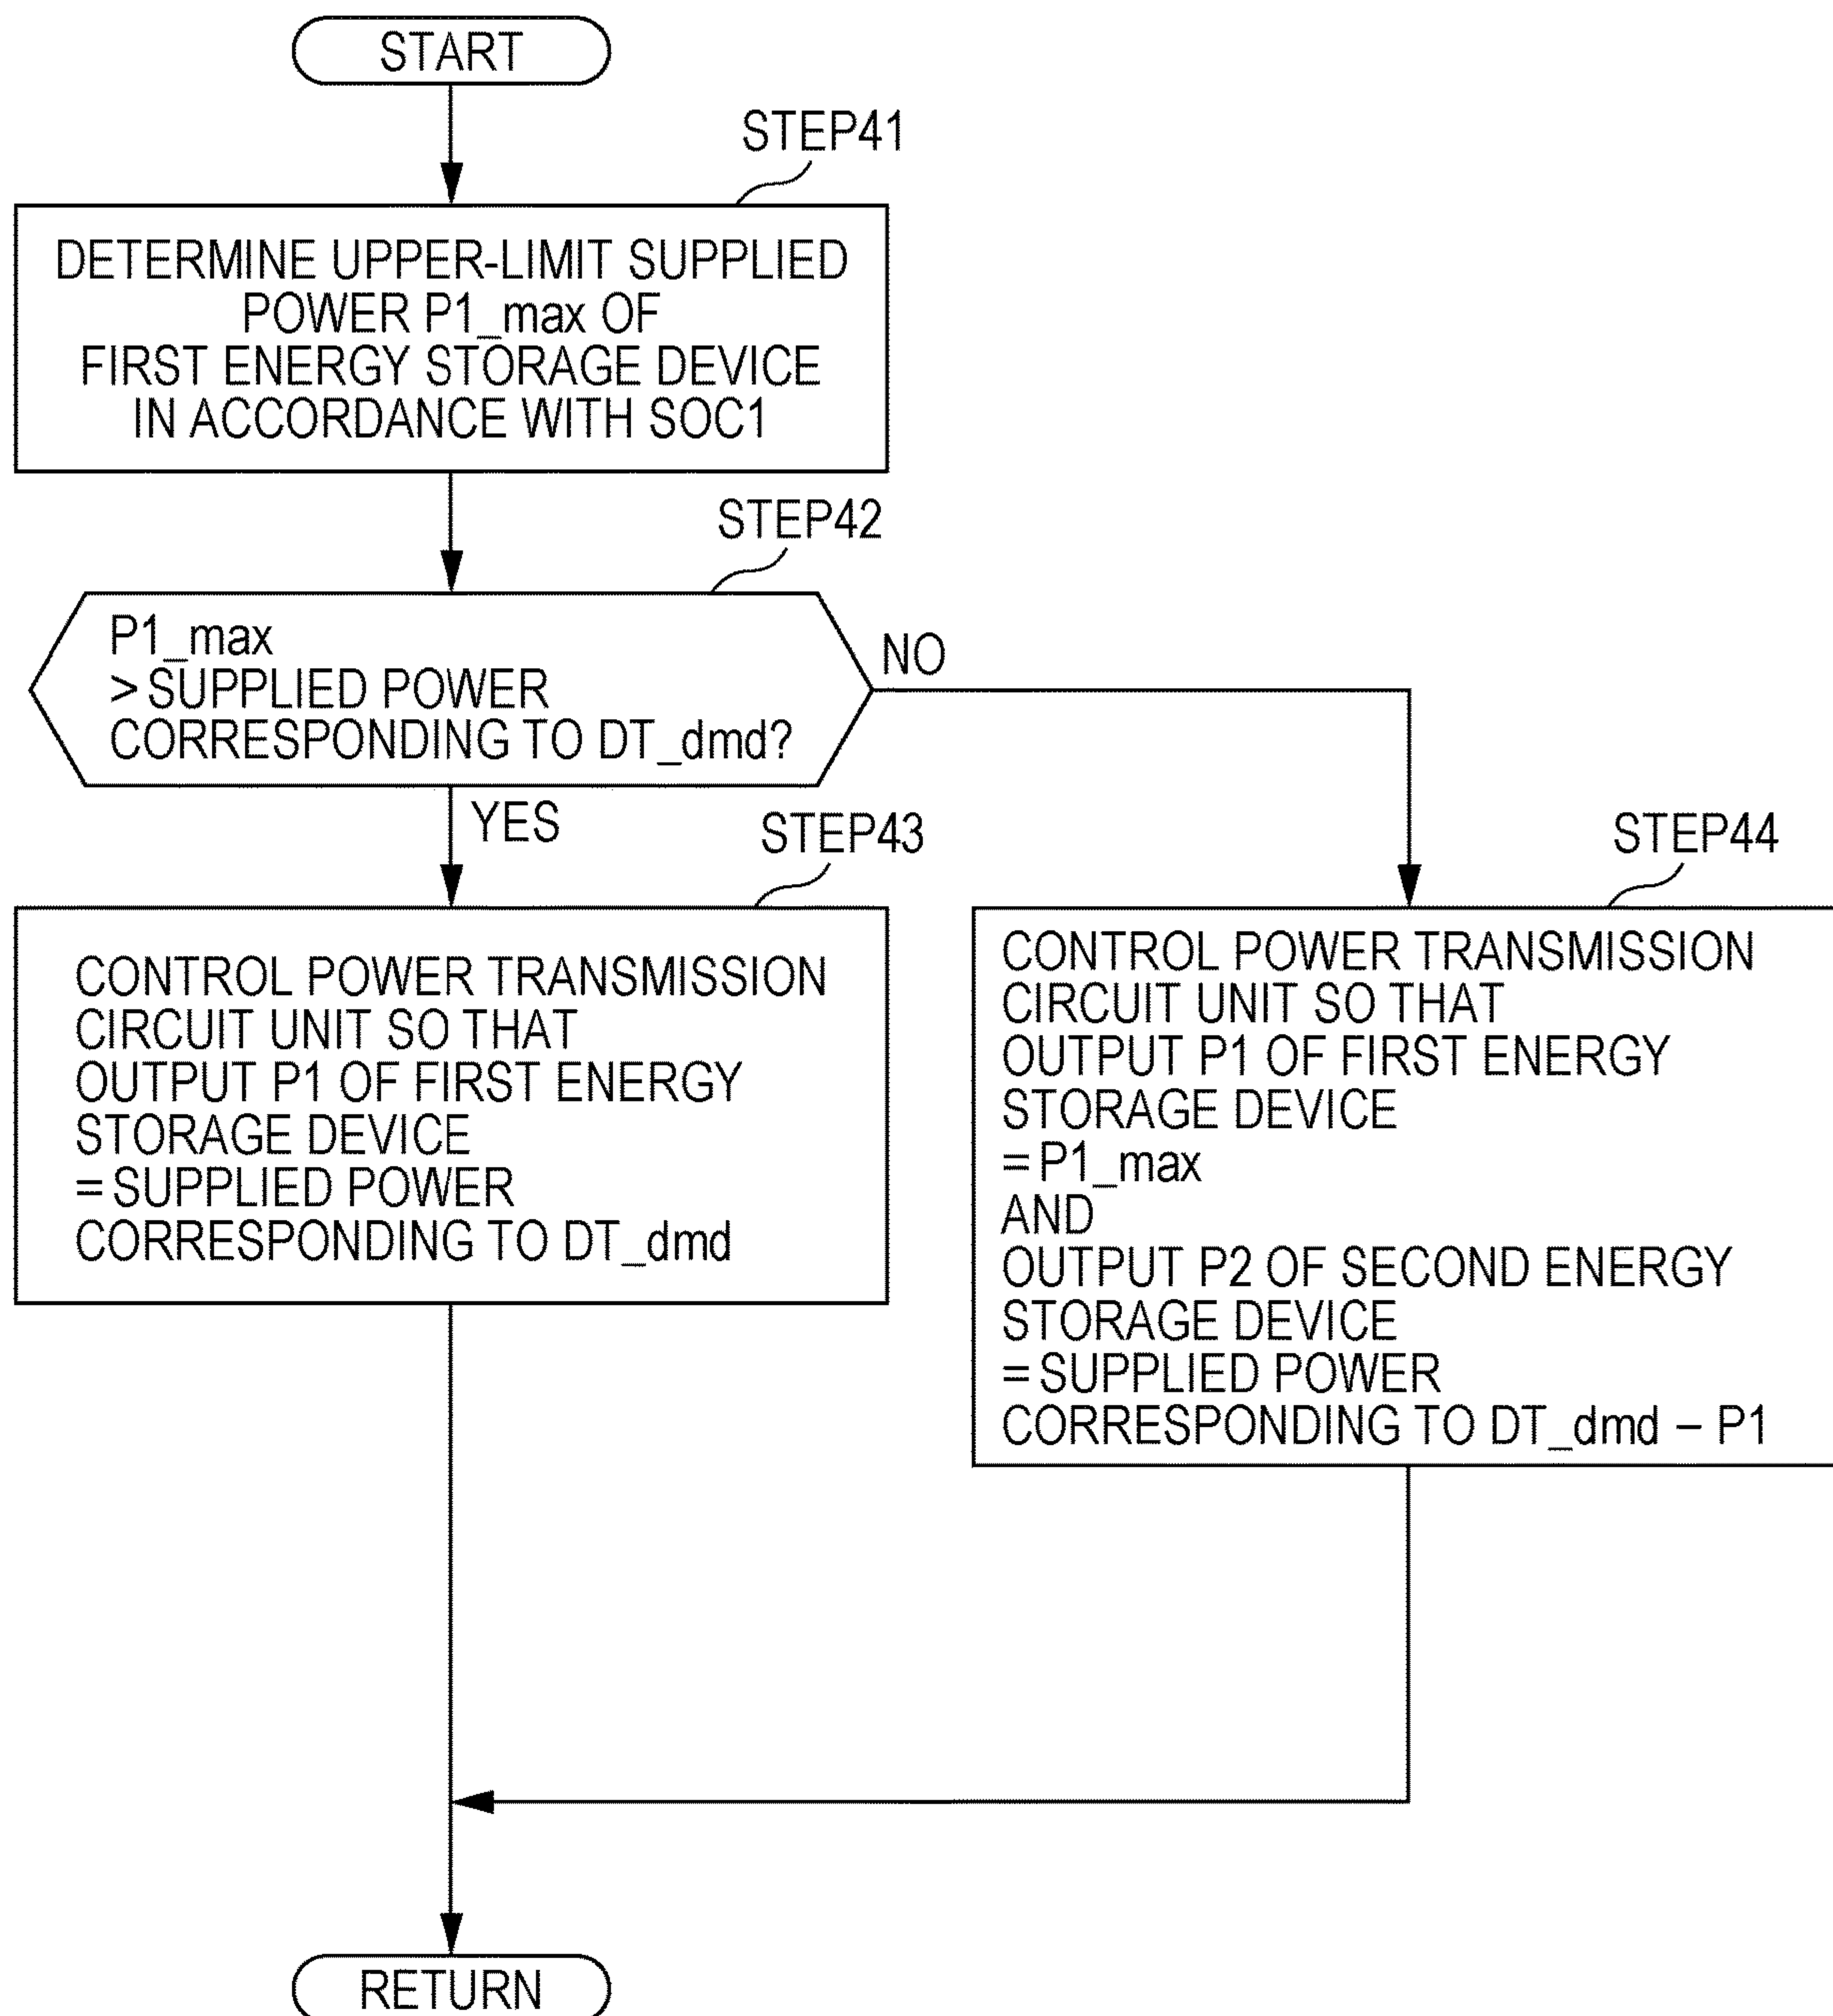 START
STEP41
DETERMINE UPPER-LIMIT SUPPLIED
POWER P1_max OF
FIRST ENERGY STORAGE DEVICE
IN ACCORDANCE WITH SOC1
STEP42
P1_max
> SUPPLIED POWER
CORRESPONDING TO DT_dmd?
NO
YES
STEP43
CONTROL POWER TRANSMISSION
CIRCUIT UNIT SO THAT
OUTPUT P1 OF FIRST ENERGY
STORAGE DEVICE
= SUPPLIED POWER
CORRESPONDING TO DT_dmd
STEP44
CONTROL POWER TRANSMISSION
CIRCUIT UNIT SO THAT
OUTPUT P1 OF FIRST ENERGY
STORAGE DEVICE
= P1_max
AND
OUTPUT P2 OF SECOND ENERGY
STORAGE DEVICE
= SUPPLIED POWER
CORRESPONDING TO DT_dmd – P1
RETURN